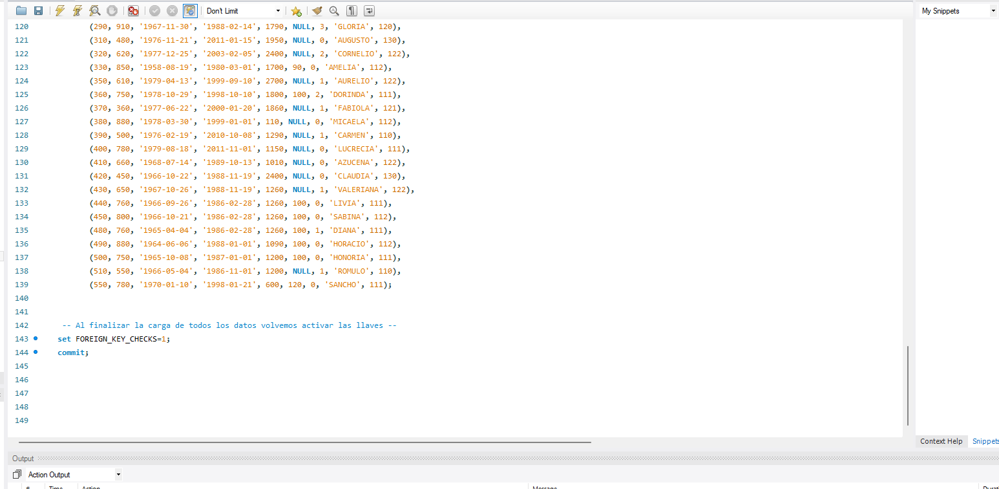 Don't Limit
My Snippets
120 (290, 910, '1967-11-30', '1988-02-14', 1790, NULL, 3, 'GLORIA', 120),
121 (310, 480, '1976-11-21', '2011-01-15', 1950, NULL, 0, 'AUGUSTO', 130),
122 (320, 620, '1977-12-25', '2003-02-05', 2400, NULL, 2, 'CORNELIO', 122),
123 (330, 850, '1958-08-19', '1980-03-01', 1700, 90, 0, 'AMELIA', 112),
124 (350, 610, '1979-04-13', '1999-09-10', 2700, NULL, 1, 'AURELIO', 122),
125 (360, 750, '1978-10-29', '1998-10-10', 1800, 100, 2, 'DORINDA', 111),
126 (370, 360, '1977-06-22', '2000-01-20', 1860, NULL, 1, 'FABIOLA', 121),
127 (380, 880, '1978-03-30', '1999-01-01', 110, NULL, 0, 'MICAELA', 112),
128 (390, 500, '1976-02-19', '2010-10-08', 1290, NULL, 1, 'CARMEN', 110),
129 (400, 780, '1979-08-18', '2011-11-01', 1150, NULL, 0, 'LUCRECIA', 111),
130 (410, 660, '1968-07-14', '1989-10-13', 1010, NULL, 0, 'AZUCENA', 122),
131 (420, 450, '1966-10-22', '1988-11-19', 2400, NULL, 0, 'CLAUDIA', 130),
132 (430, 650, '1967-10-26', '1988-11-19', 1260, NULL, 1, 'VALERIANA', 122),
133 (440, 760, '1966-09-26', '1986-02-28', 1260, 100, 0, 'LIVIA', 111),
134 (450, 800, '1966-10-21', '1986-02-28', 1260, 100, 0, 'SABINA', 112),
135 (480, 760, '1965-04-04', '1986-02-28', 1260, 100, 1, 'DIANA', 111),
136 (490, 880, '1964-06-06', '1988-01-01', 1090, 100, 0, 'HORACIO', 112),
137 (500, 750, '1965-10-08', '1987-01-01', 1200, 100, 0, 'HONORIA', 111),
138 (510, 550, '1966-05-04', '1986-11-01', 1200, NULL, 1, 'ROMULO', 110),
139 (550, 780, '1970-01-10', '1998-01-21', 600, 120, 0, 'SANCHO', 111);
140
141
142 -- Al finalizar la carga de todos los datos volvemos activar las llaves --
143 set FOREIGN_KEY_CHECKS=1;
144 commit;
145
146
147
148
149
Context Help Snippets
Output
Action Output
# Time Action Message